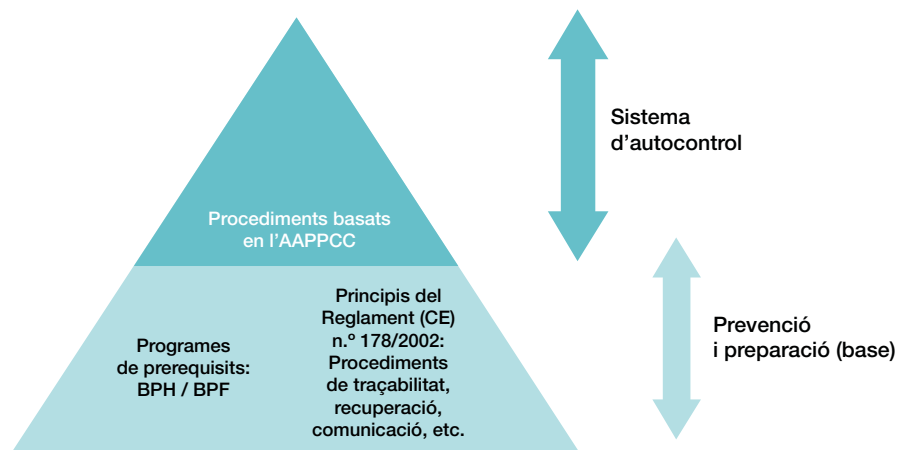 Sistema
d’autocontrol
Procediments basats
en l’AAPPCC
Principis del
Reglament (CE)
n.º 178/2002:
Procediments
de traçabilitat,
recuperació,
comunicació, etc.
Programes
de prerequisits:
BPH / BPF
Prevenció
i preparació (base)